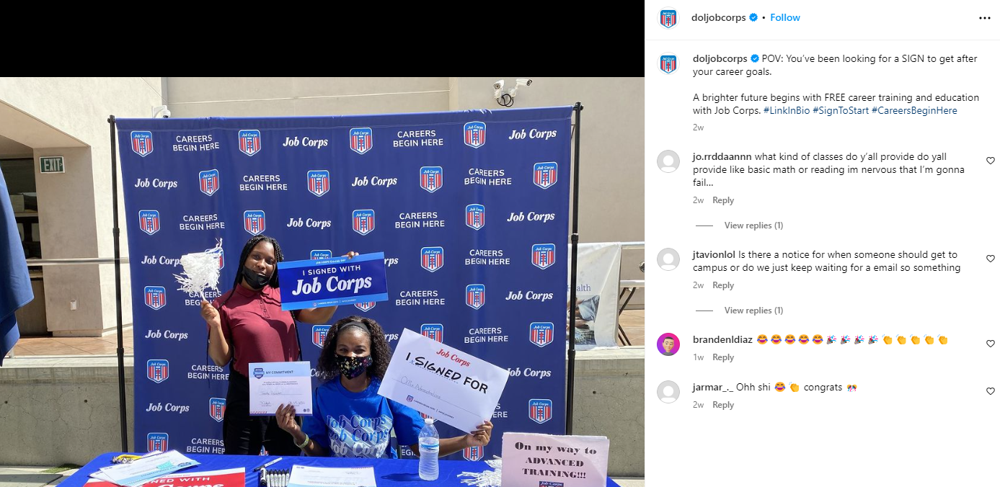 doljobcorps • Follow
doljobcorps POV: You've been looking for a SIGN to get after
your career goals.
A brighter future begins with FREE career training and education
with Job Corps. #LinkInBio #SignToStart #CareersBeginHere
2w
jo.rrddaannn what kind of classes do y'all provide do yall
provide like basic math or reading im nervous that I'm gonna
fail...
2w Reply
View replies (1)
jtavionlol Is there a notice for when someone should get to
campus or do we just keep waiting for a email so something
2w Reply
View replies (1)
brandenldiaz 😂😂😂😂😂🎉🎉🎉🎉👏👏👏👏👏
1w Reply
jarmar_._ Ohh shi 😂👏 congrats 🎊
2w Reply
EXIT
Job Corps
CAREERS
BEGIN HERE
Job Corps
I SIGNED WITH
Job Corps
MY COMMITMENT
Job Corps
I SIGNED FOR
Job Corps
Job Corps
Job Corps
On my way to
ADVANCED
TRAINING!!!
Job Corps
NED WITH